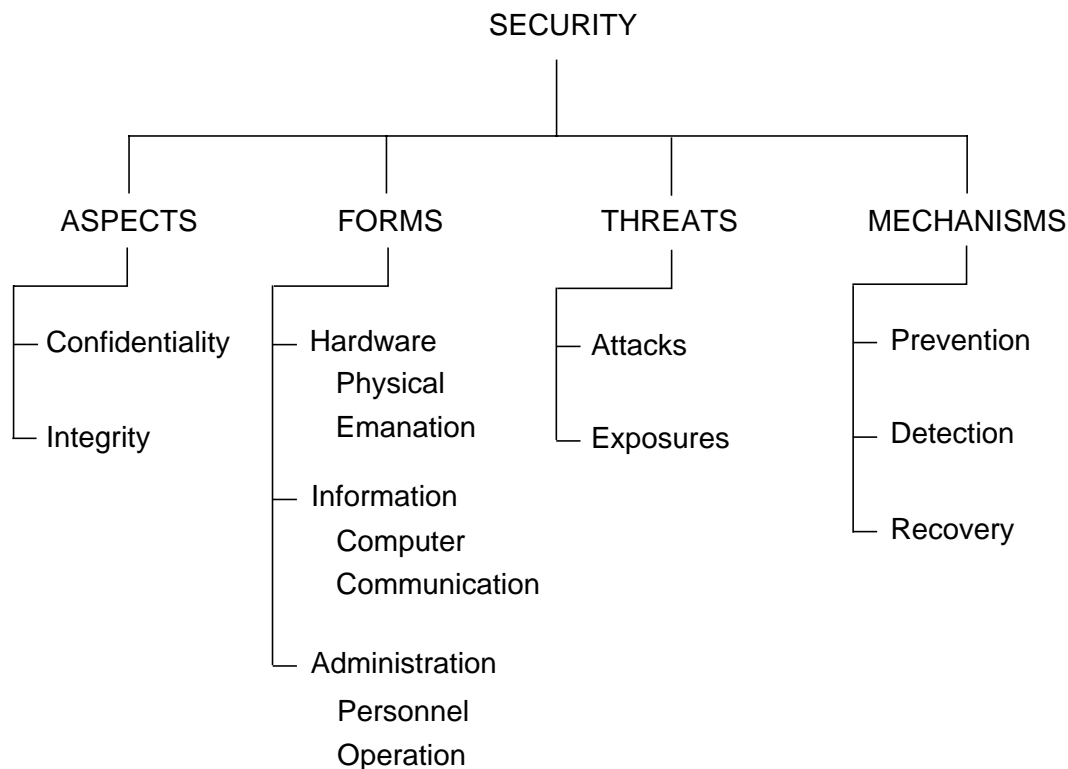 SECURITY
ASPECTS
FORMS
THREATS
MECHANISMS
Confidentiality
Integrity
Hardware
Physical
Emanation
Information
Computer
Communication
Administration
Personnel
Operation
Attacks
Exposures
Prevention
Detection
Recovery